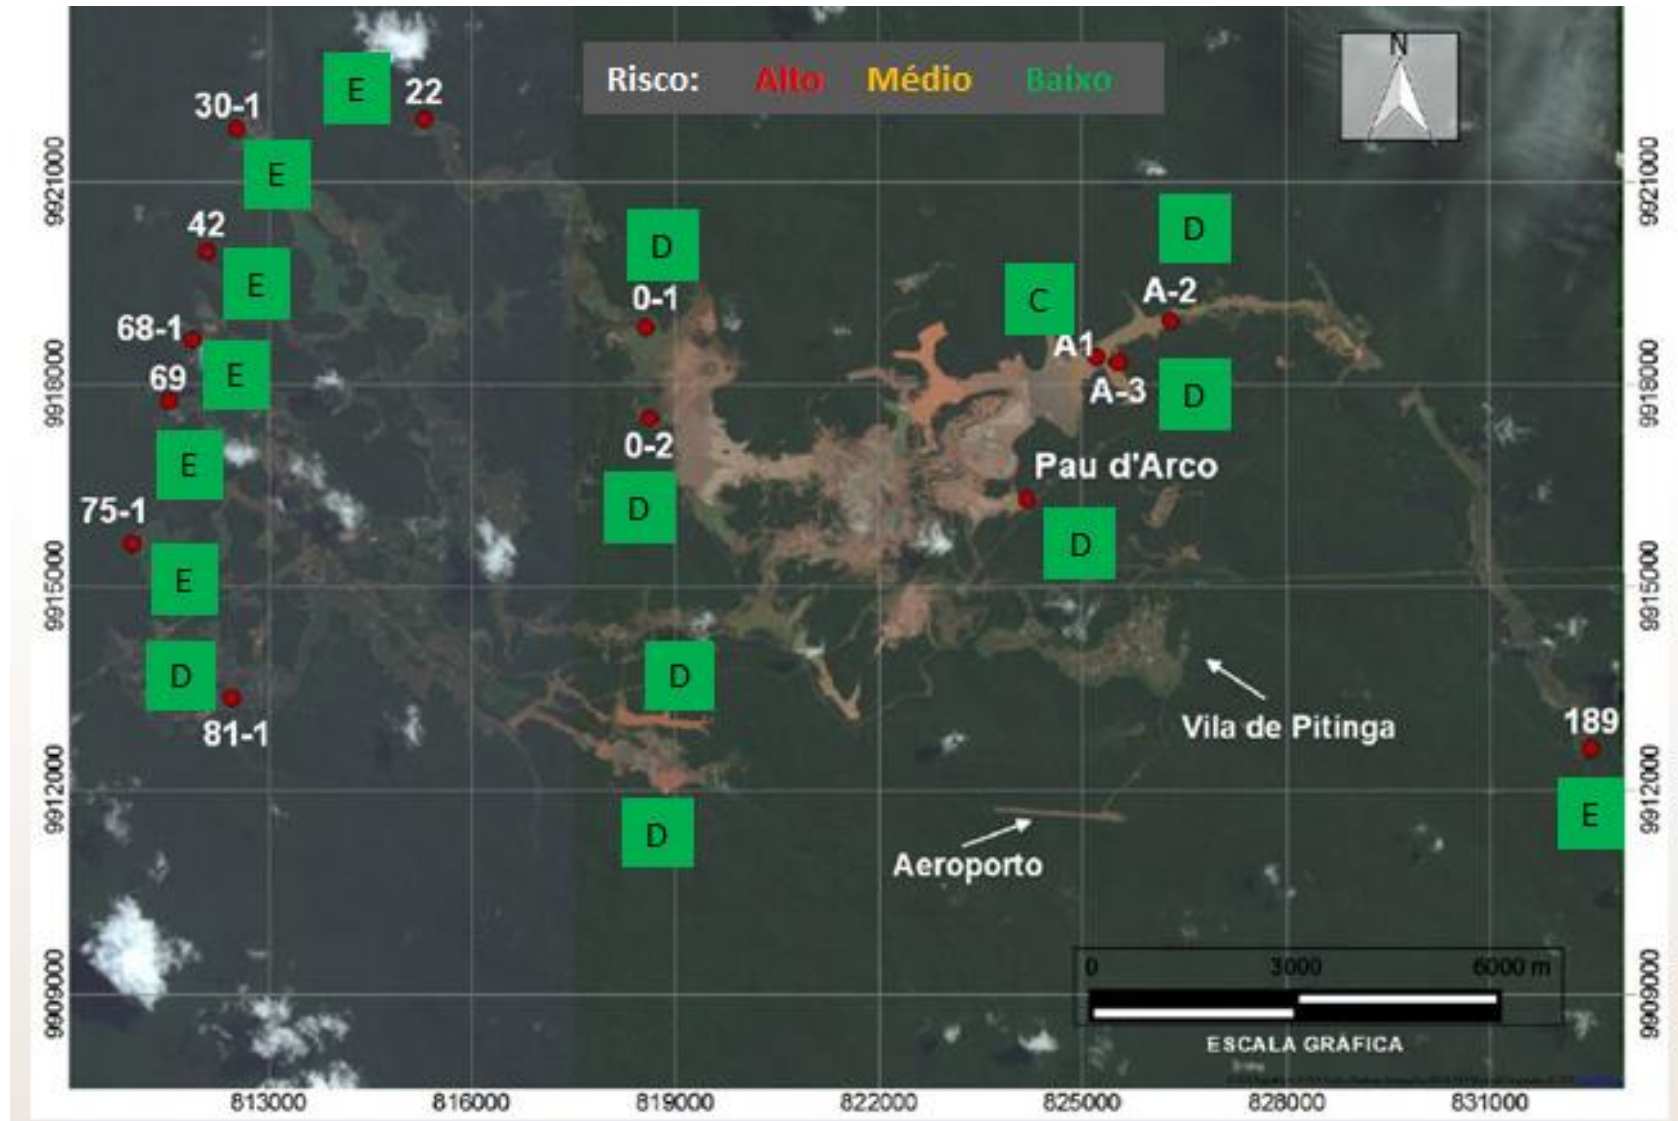 N
Risco: Alto Médio Baixo
E
22
30-1
E
42
E
D
0-1
D
A-2
C
A1
A-3
D
68-1
E
69
0-2
E
D
Pau d'Arco
D
75-1
E
D
81-1
D
Vila de Pitinga
189
E
D
Aeroporto
0 3000 6000 m
ESCALA GRÁFICA
9921000
9918000
9915000
9912000
9909000
9921000
9918000
9915000
9912000
9909000
813000 816000 819000 822000 825000 828000 831000